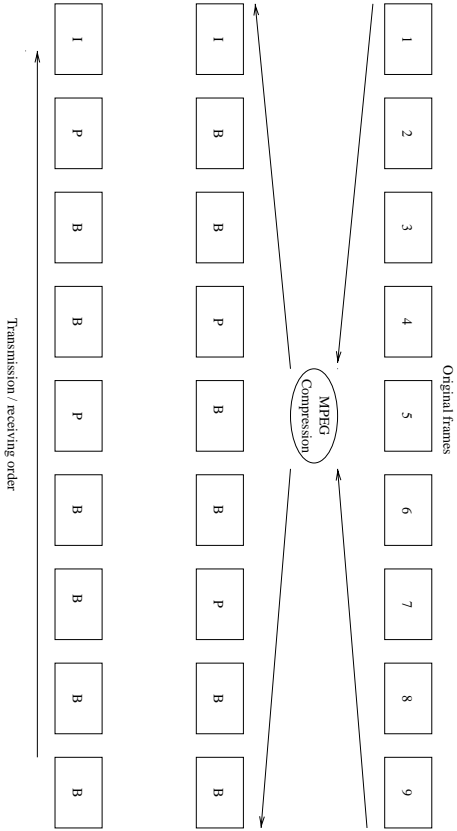 Original frames
1 2 3 4 5 6 7 8 9
MPEG
Compression
I B B P B B P B B
I P B B P B B B B
Transmission / receiving order